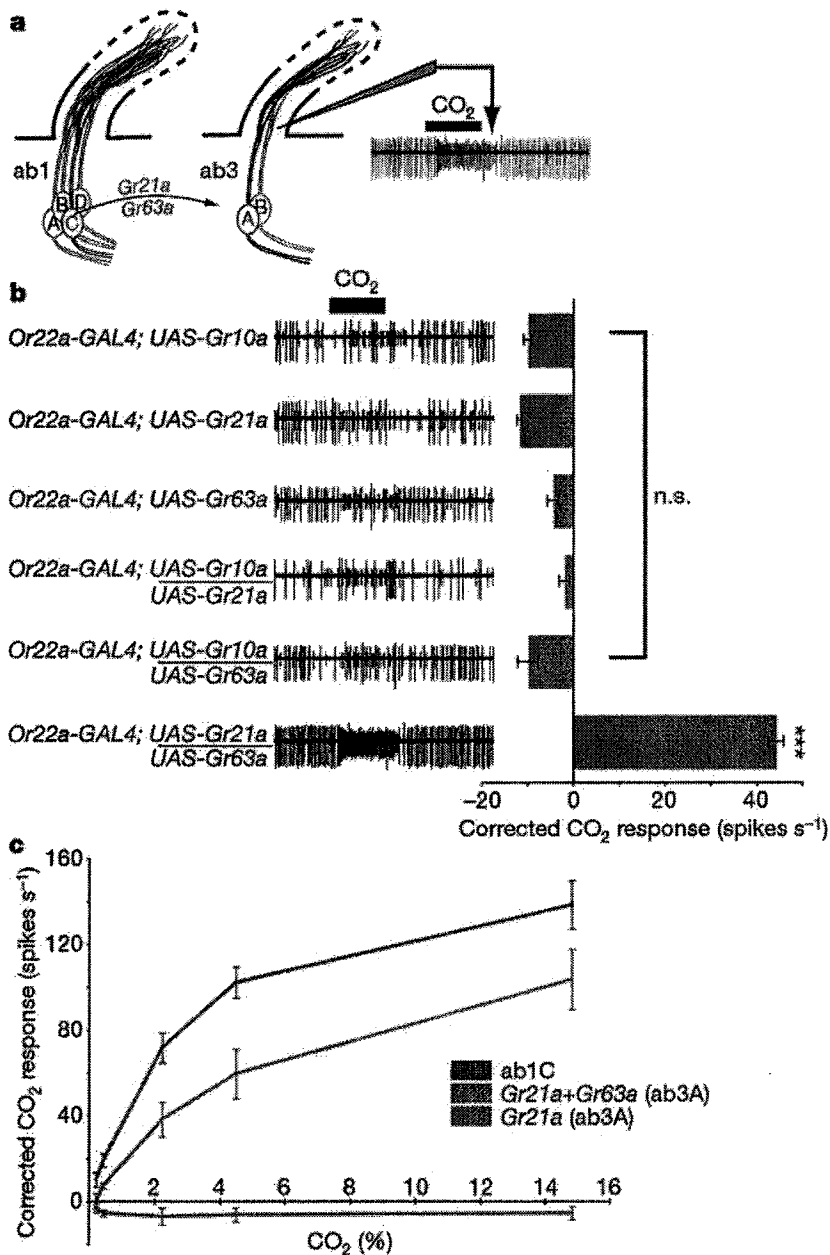 a
CO2
ab1
ab3
Gr21a
Gr63a
A
B
C
D
A
B
b
CO2
Or22a-GAL4; UAS-Gr10a
Or22a-GAL4; UAS-Gr21a
Or22a-GAL4; UAS-Gr63a
Or22a-GAL4; UAS-Gr10a
UAS-Gr21a
Or22a-GAL4; UAS-Gr10a
UAS-Gr63a
Or22a-GAL4; UAS-Gr21a
UAS-Gr63a
n.s.
***
−20 0 20 40
Corrected CO2 response (spikes s−1)
c
Corrected CO2 response (spikes s−1)
160
120
80
40
0
2 4 6 8 10 12 14 16
CO2 (%)
ab1C
Gr21a+Gr63a (ab3A)
Gr21a (ab3A)